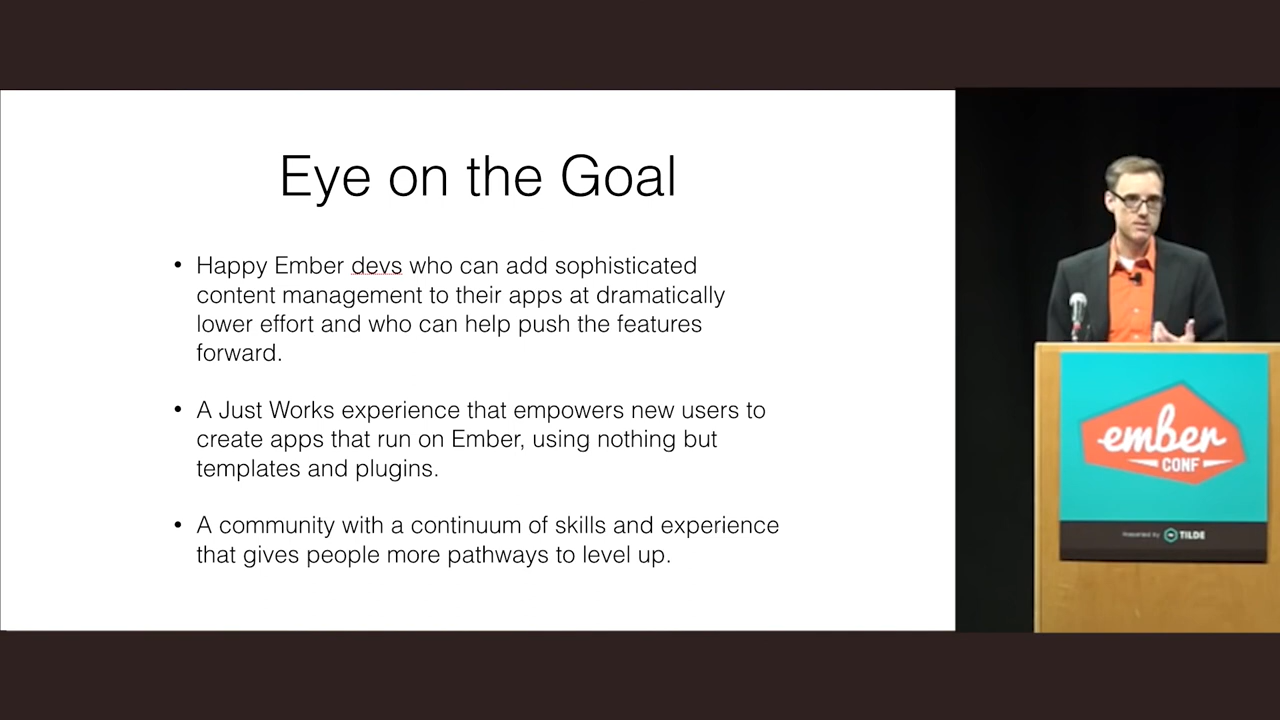 Eye on the Goal
• Happy Ember devs who can add sophisticated
content management to their apps at dramatically
lower effort and who can help push the features
forward.
• A Just Works experience that empowers new users to
create apps that run on Ember, using nothing but
templates and plugins.
• A community with a continuum of skills and experience
that gives people more pathways to level up.
ember
CONF
Presented by TILDE